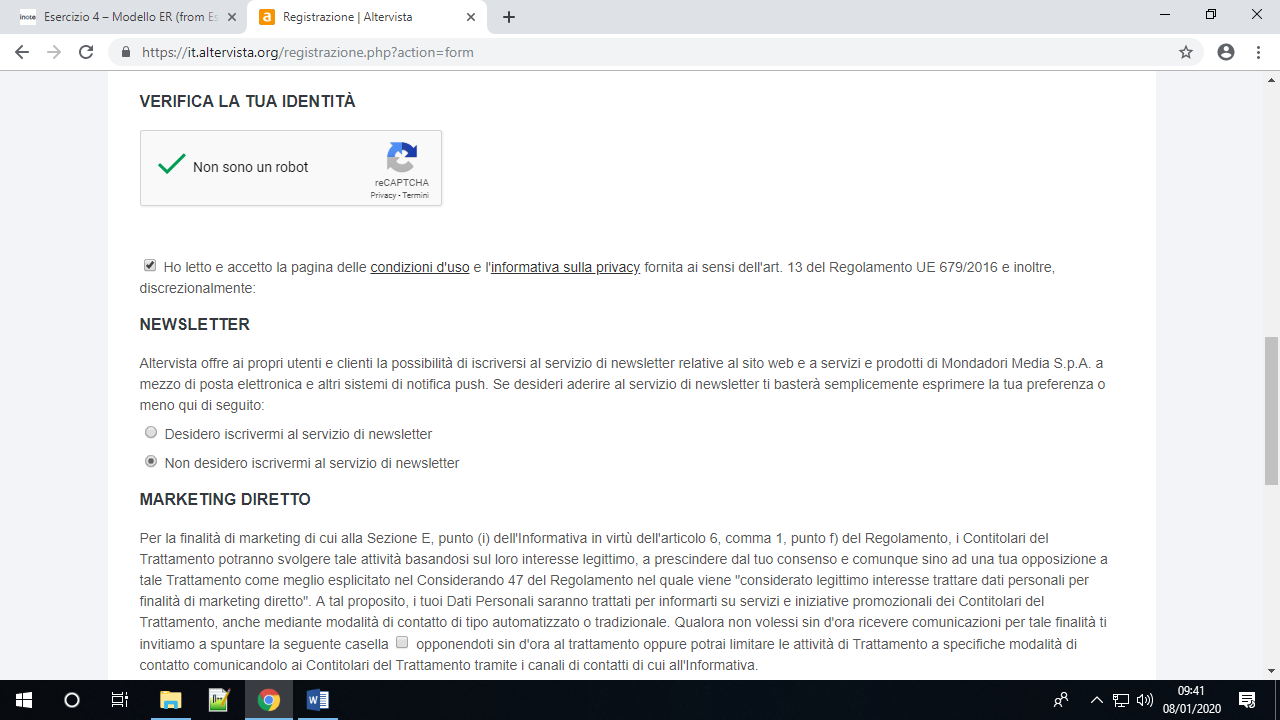 inote Esercizio 4 – Modello ER (from Es
Registrazione | Altervista
https://it.altervista.org/registrazione.php?action=form
VERIFICA LA TUA IDENTITÀ
Non sono un robot
reCAPTCHA
Privacy - Termini
Ho letto e accetto la pagina delle condizioni d'uso e l'informativa sulla privacy fornita ai sensi dell'art. 13 del Regolamento UE 679/2016 e inoltre,
discrezionalmente:
NEWSLETTER
Altervista offre ai propri utenti e clienti la possibilità di iscriversi al servizio di newsletter relative al sito web e a servizi e prodotti di Mondadori Media S.p.A. a
mezzo di posta elettronica e altri sistemi di notifica push. Se desideri aderire al servizio di newsletter ti basterà semplicemente esprimere la tua preferenza o
meno qui di seguito:
Desidero iscrivermi al servizio di newsletter
Non desidero iscrivermi al servizio di newsletter
MARKETING DIRETTO
Per la finalità di marketing di cui alla Sezione E, punto (i) dell'Informativa in virtù dell'articolo 6, comma 1, punto f) del Regolamento, i Contitolari del
Trattamento potranno svolgere tale attività basandosi sul loro interesse legittimo, a prescindere dal tuo consenso e comunque sino ad una tua opposizione a
tale Trattamento come meglio esplicitato nel Considerando 47 del Regolamento nel quale viene "considerato legittimo interesse trattare dati personali per
finalità di marketing diretto". A tal proposito, i tuoi Dati Personali saranno trattati per informarti su servizi e iniziative promozionali dei Contitolari del
Trattamento, anche mediante modalità di contatto di tipo automatizzato o tradizionale. Qualora non volessi sin d'ora ricevere comunicazioni per tale finalità ti
invitiamo a spuntare la seguente casella opponendoti sin d'ora al trattamento oppure potrai limitare le attività di Trattamento a specifiche modalità di
contatto comunicandolo ai Contitolari del Trattamento tramite i canali di contatti di cui all'Informativa.
09:41
08/01/2020